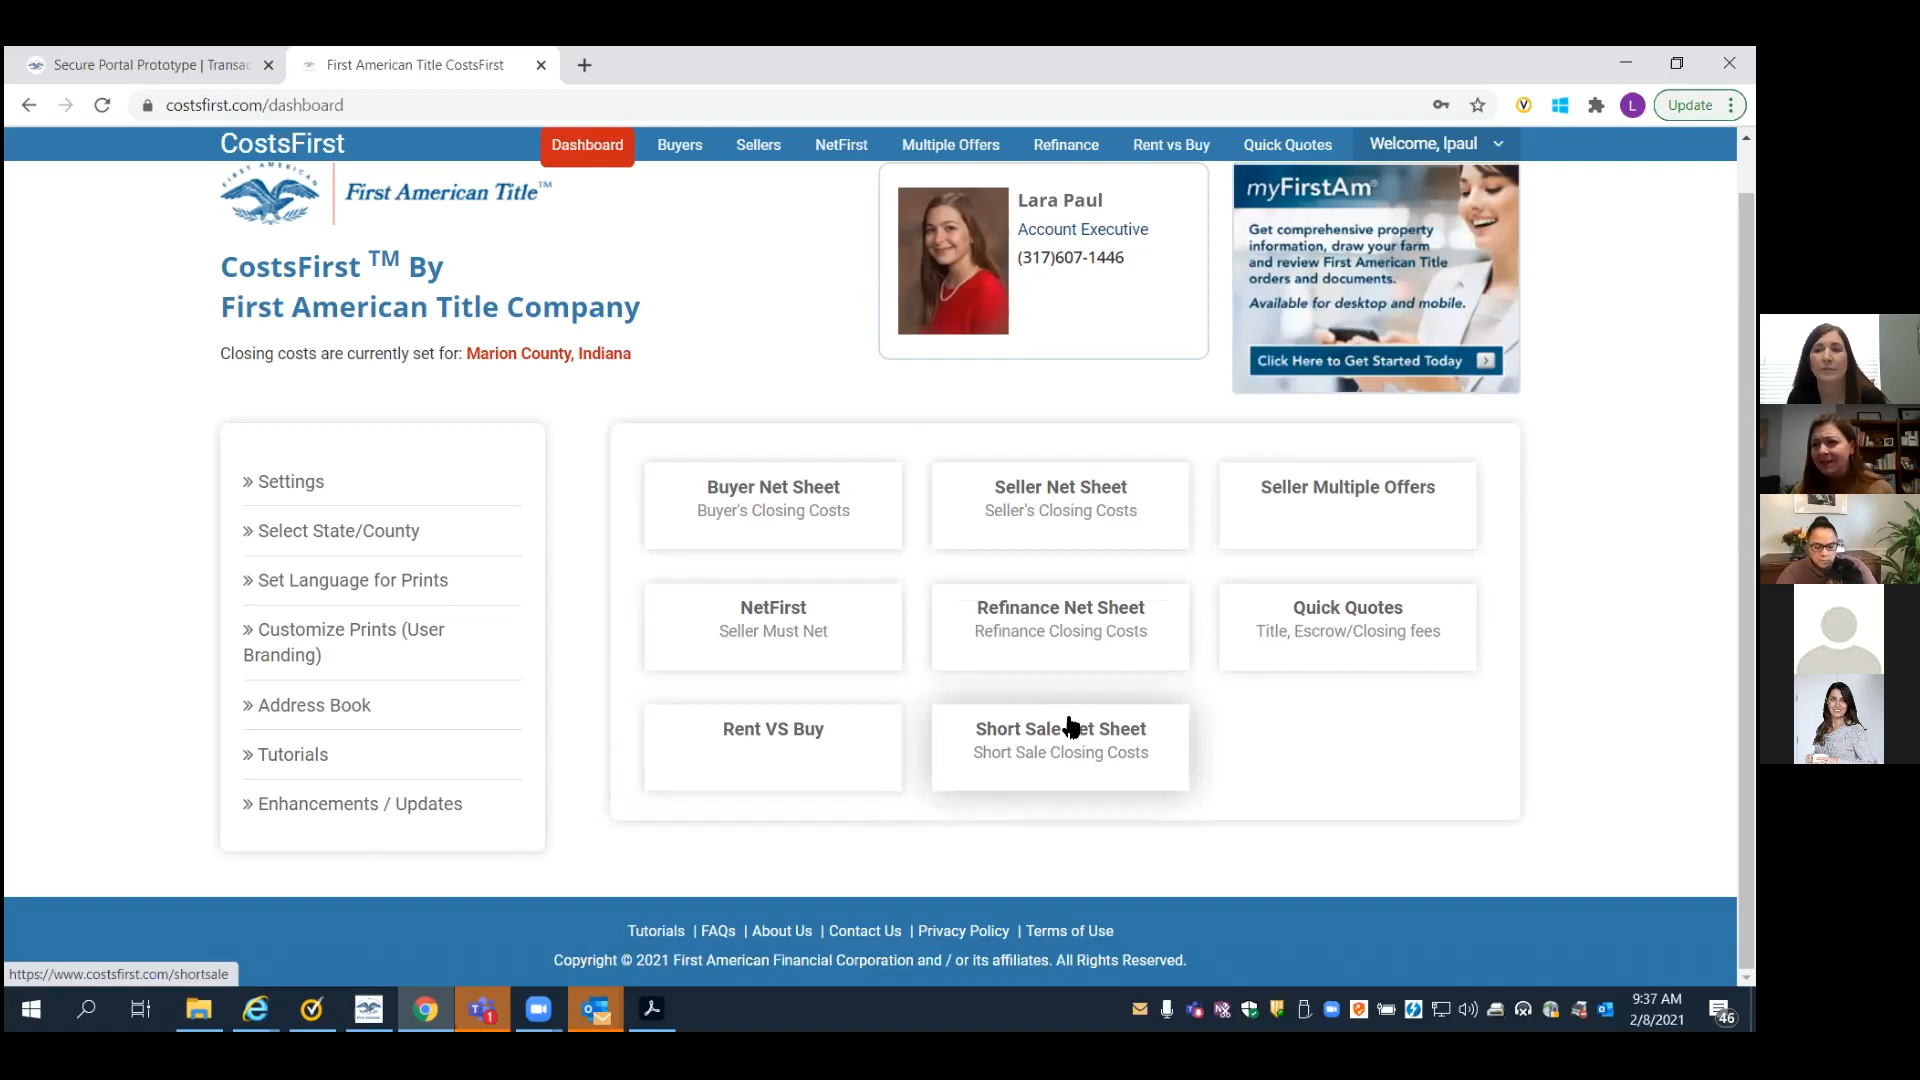 Secure Portal Prototype | Transac
First American Title CostsFirst
costsfirst.com/dashboard
L
Update
CostsFirst
Dashboard
Buyers
Sellers
NetFirst
Multiple Offers
Refinance
Rent vs Buy
Quick Quotes
Welcome, lpaul
FIRST AMERICAN
First American Title™
Lara Paul
Account Executive
(317)607-1446
myFirstAm®
Get comprehensive property
information, draw your farm
and review First American Title
orders and documents.
Available for desktop and mobile.
Click Here to Get Started Today
CostsFirst TM By
First American Title Company
Closing costs are currently set for: Marion County, Indiana
» Settings
» Select State/County
» Set Language for Prints
» Customize Prints (User
Branding)
» Address Book
» Tutorials
» Enhancements / Updates
Buyer Net Sheet
Buyer's Closing Costs
Seller Net Sheet
Seller's Closing Costs
Seller Multiple Offers
NetFirst
Seller Must Net
Refinance Net Sheet
Refinance Closing Costs
Quick Quotes
Title, Escrow/Closing fees
Rent VS Buy
Short Sale Net Sheet
Short Sale Closing Costs
Tutorials | FAQs | About Us | Contact Us | Privacy Policy | Terms of Use
Copyright © 2021 First American Financial Corporation and / or its affiliates. All Rights Reserved.
https://www.costsfirst.com/shortsale
1
9:37 AM
2/8/2021
46